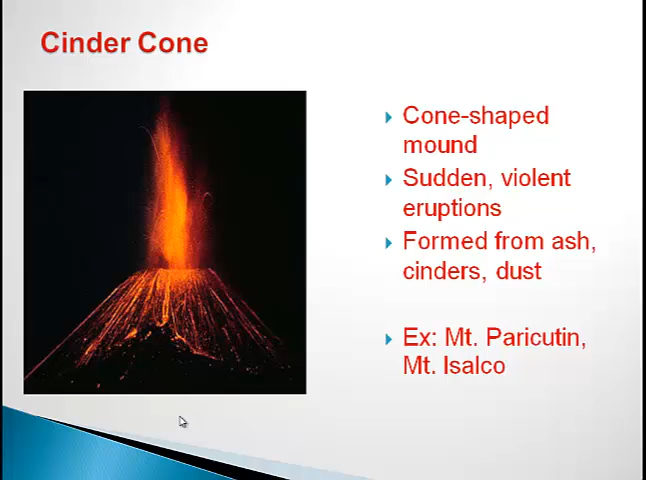 Cinder Cone
Cone-shaped
mound
Sudden, violent
eruptions
Formed from ash,
cinders, dust
Ex: Mt. Paricutin,
Mt. Isalco